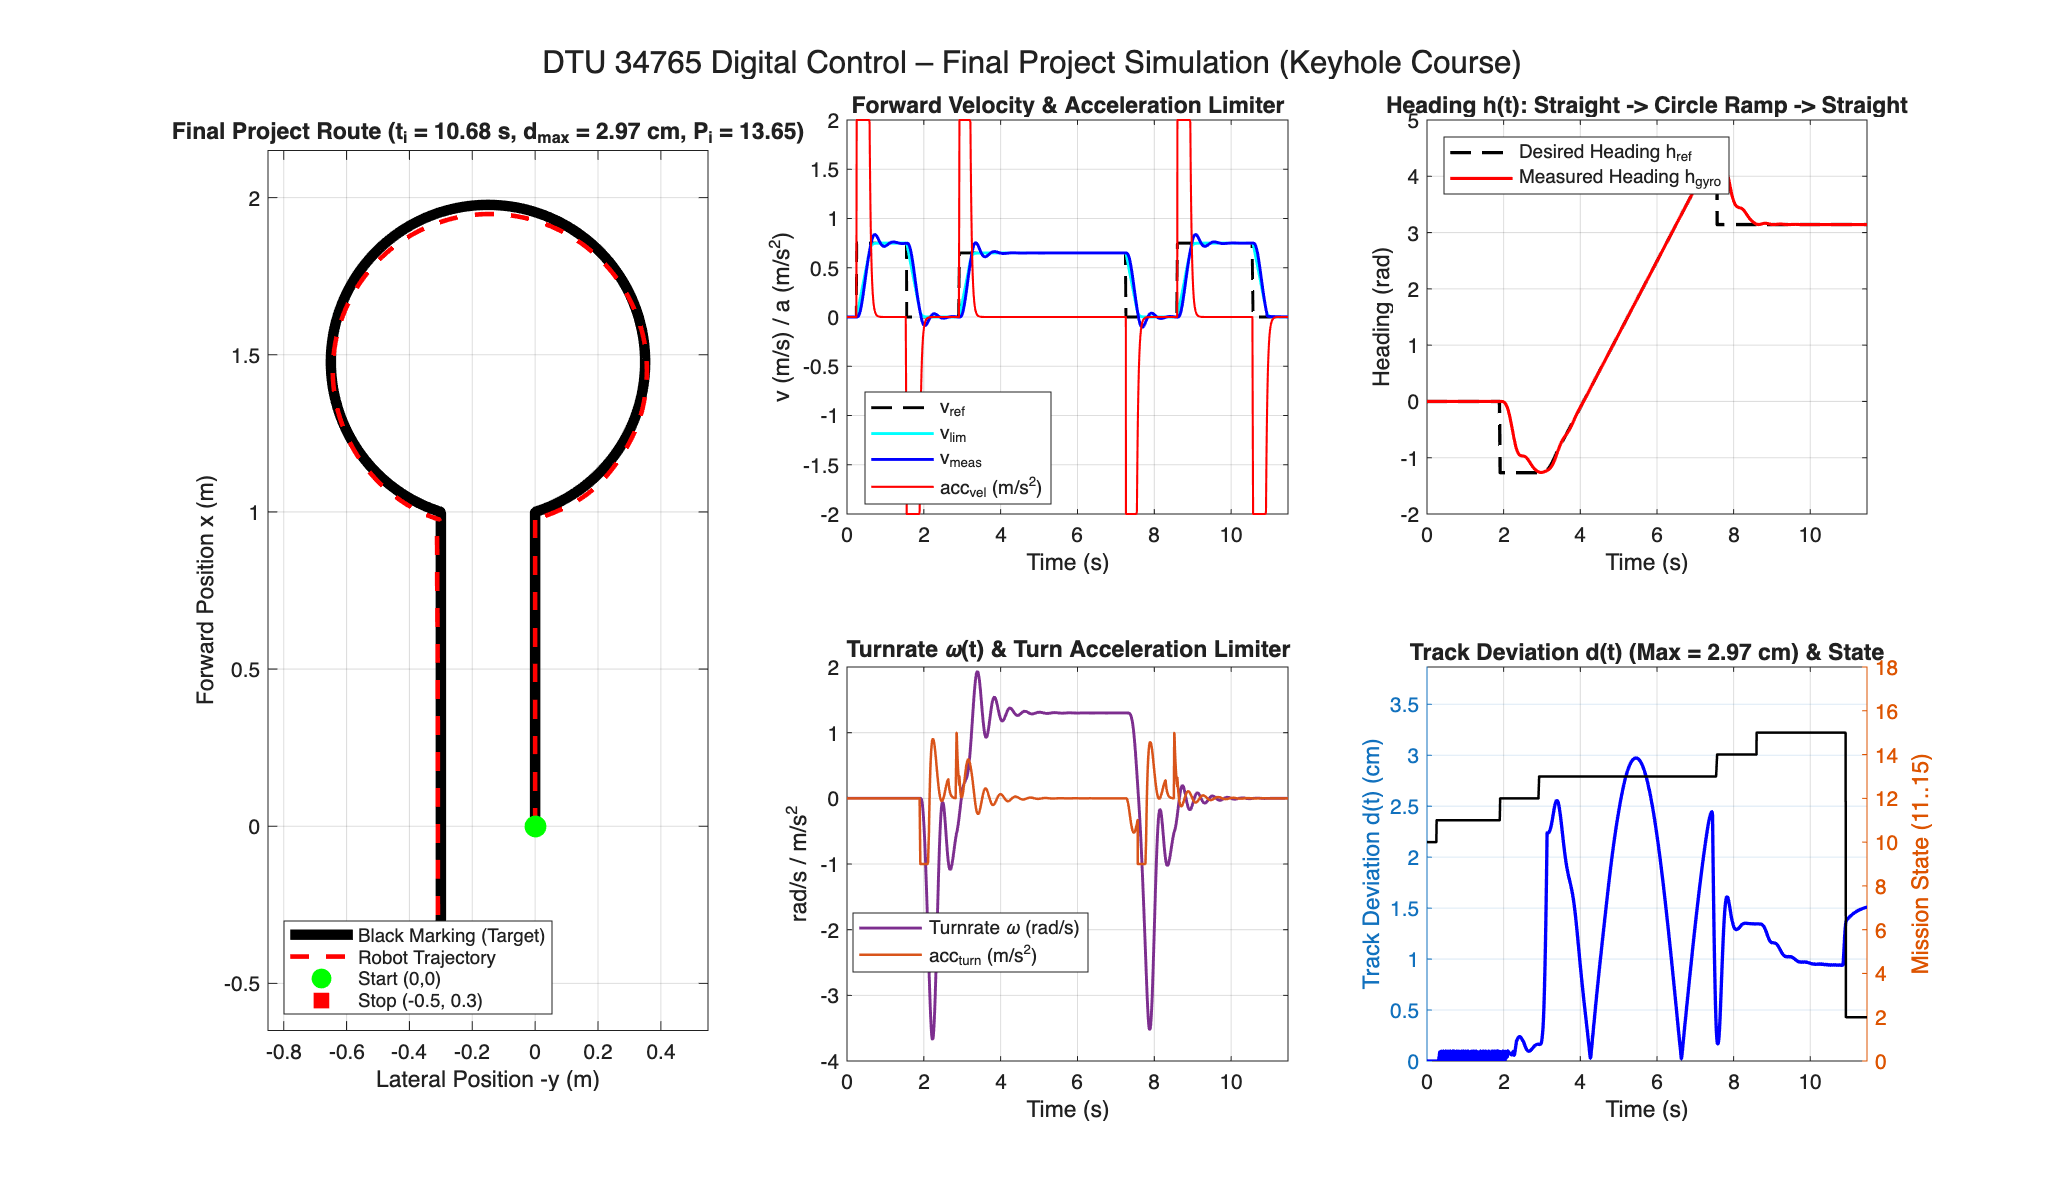 DTU 34765 Digital Control – Final Project Simulation (Keyhole Course)
Final Project Route (ti = 10.68 s, dmax = 2.97 cm, Pi = 13.65)
2
1.5
1
0.5
0
-0.5
-0.8 -0.6 -0.4 -0.2 0 0.2 0.4
Lateral Position -y (m)
Forward Position x (m)
Black Marking (Target)
Robot Trajectory
Start (0,0)
Stop (-0.5, 0.3)
Forward Velocity & Acceleration Limiter
2
1.5
1
0.5
0
-0.5
-1
-1.5
-2
0 2 4 6 8 10
Time (s)
v (m/s) / a (m/s2)
vref
vlim
vmeas
accvel (m/s2)
Heading h(t): Straight -> Circle Ramp -> Straight
5
4
3
2
1
0
-1
-2
0 2 4 6 8 10
Time (s)
Heading (rad)
Desired Heading href
Measured Heading hgyro
Turnrate ω(t) & Turn Acceleration Limiter
2
1
0
-1
-2
-3
-4
0 2 4 6 8 10
Time (s)
rad/s / m/s2
Turnrate ω (rad/s)
accturn (m/s2)
Track Deviation d(t) (Max = 2.97 cm) & State
3.5
3
2.5
2
1.5
1
0.5
0
0 2 4 6 8 10
Time (s)
Track Deviation d(t) (cm)
18
16
14
12
10
8
6
4
2
0
Mission State (11..15)